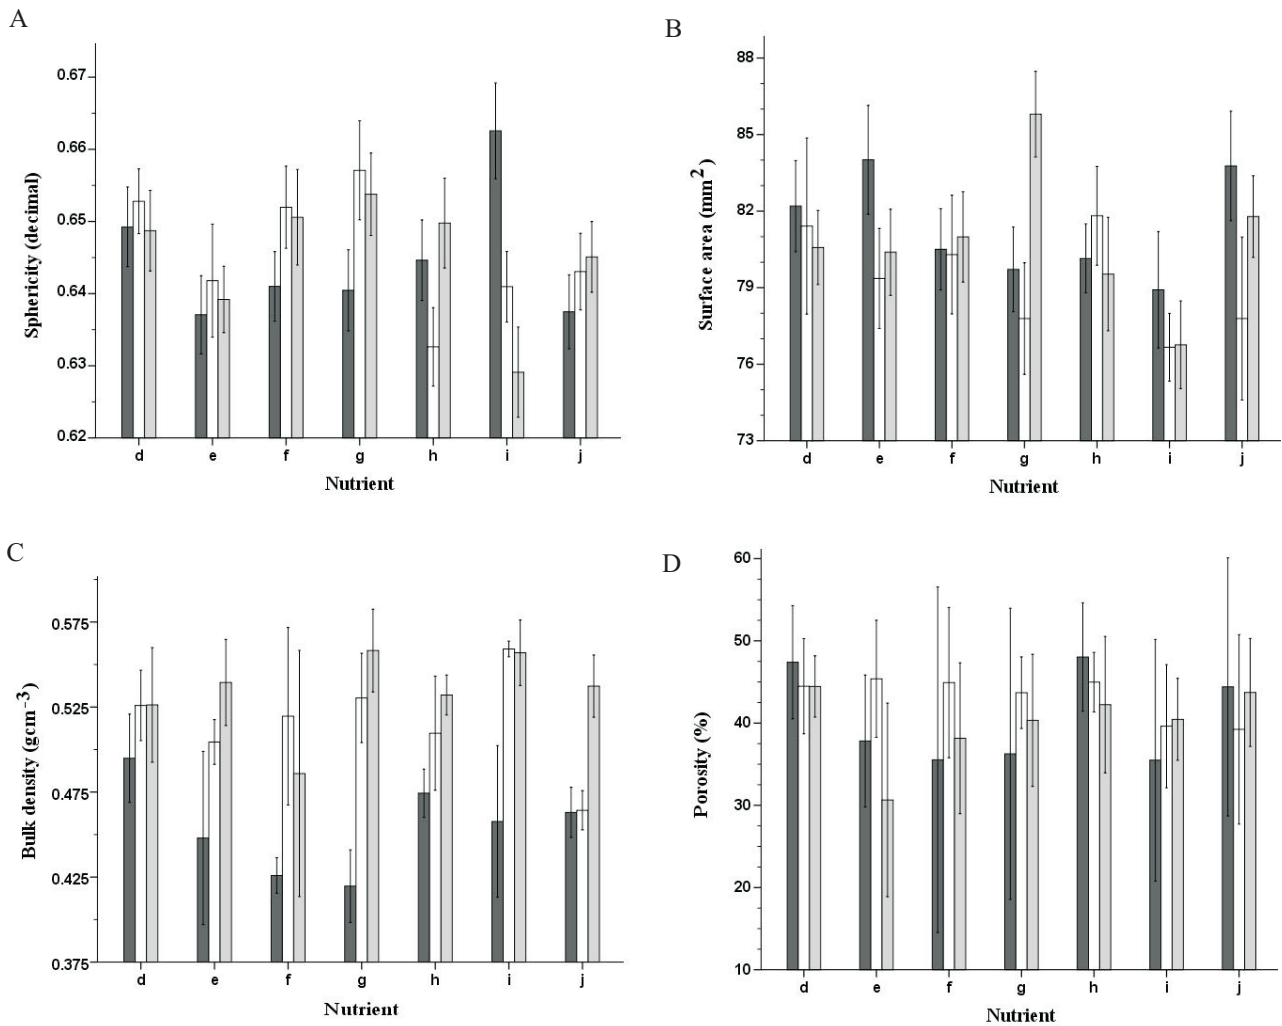 A
Sphericity (decimal)
0.67
0.66
0.65
0.64
0.63
0.62
d e f g h i j
Nutrient
B
Surface area (mm2)
88
85
82
79
76
73
d e f g h i j
Nutrient
C
Bulk density (gcm-3)
0.575
0.525
0.475
0.425
0.375
d e f g h i j
Nutrient
D
Porosity (%)
60
50
40
30
20
10
d e f g h i j
Nutrient